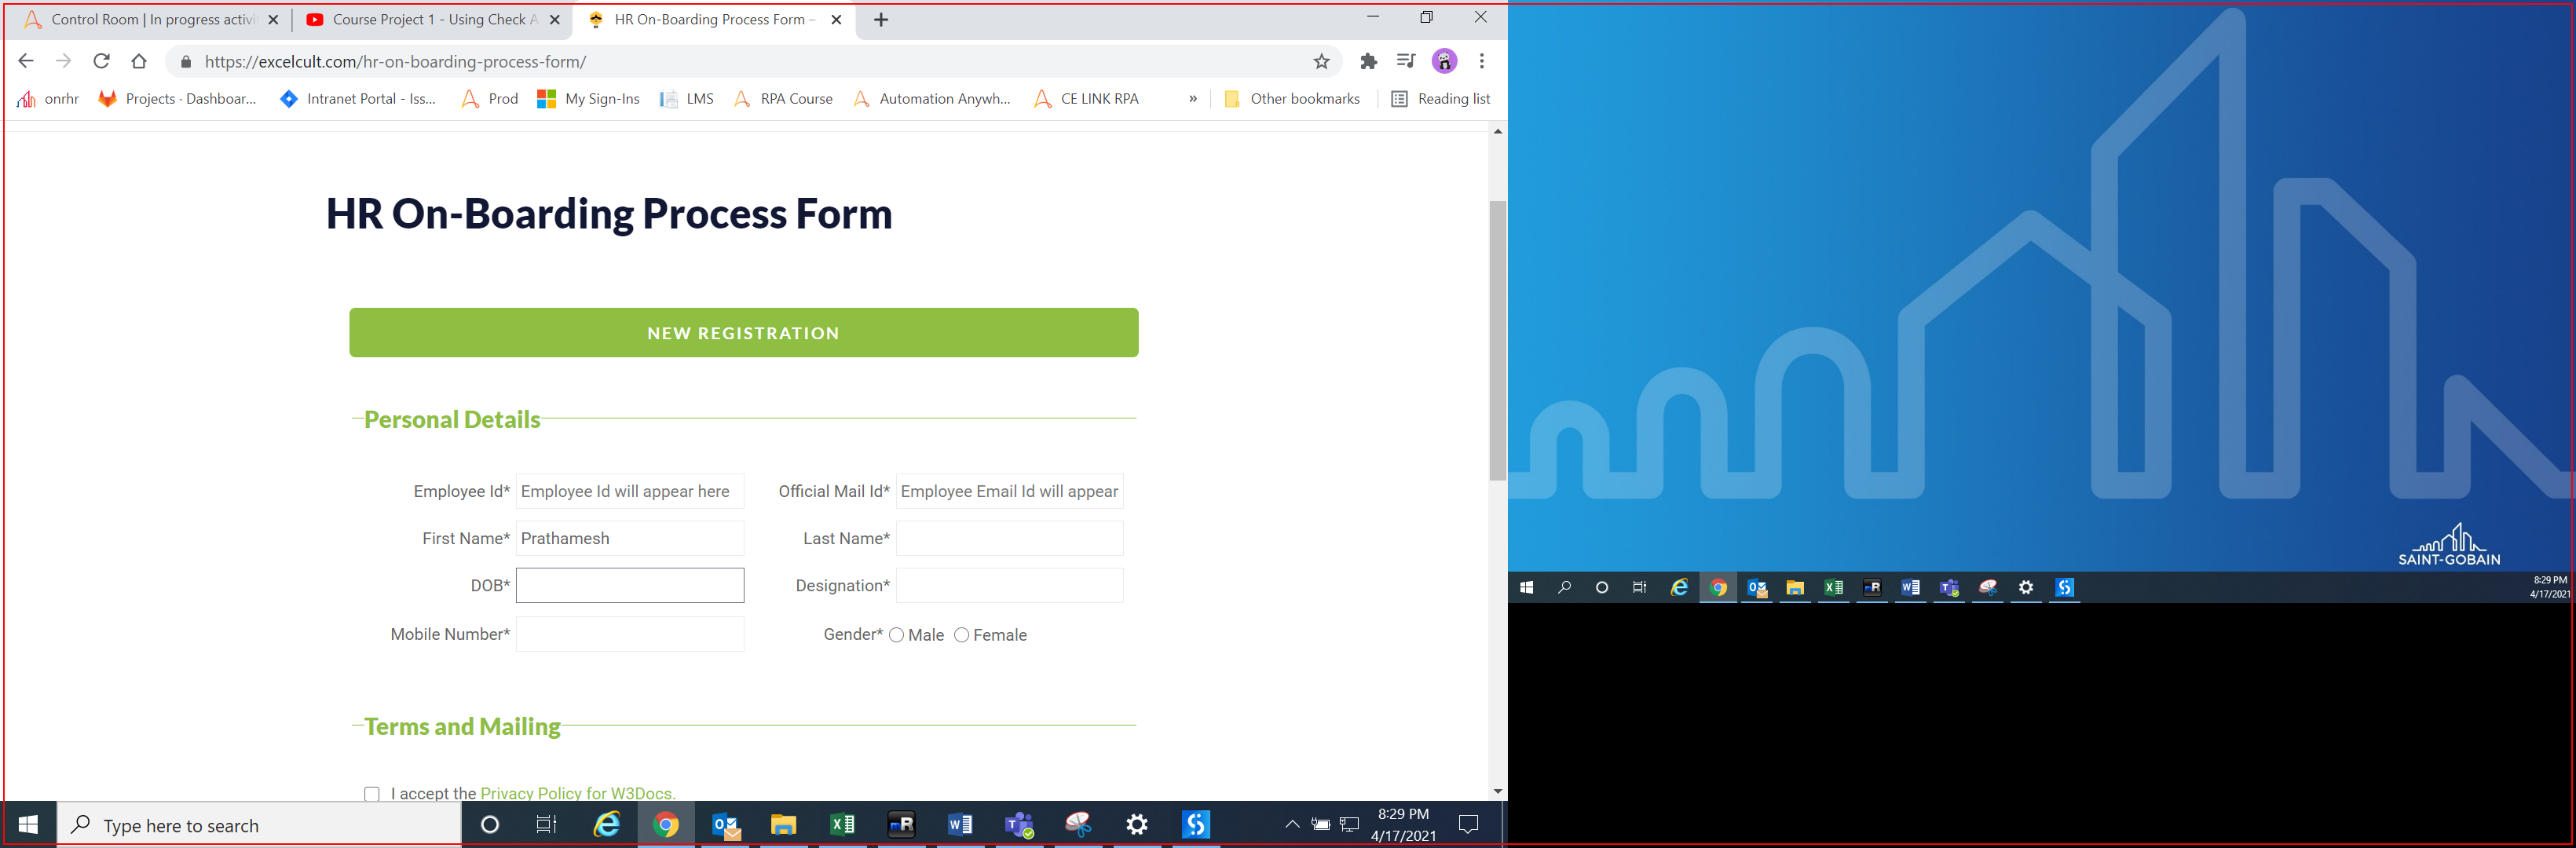 Control Room | In progress activi
Course Project 1 - Using Check A
HR On-Boarding Process Form –
https://excelcult.com/hr-on-boarding-process-form/
onrhr
Projects · Dashboar...
Intranet Portal - Iss...
Prod
My Sign-Ins
LMS
RPA Course
Automation Anywh...
CE LINK RPA
»
Other bookmarks
Reading list
HR On-Boarding Process Form
NEW REGISTRATION
Personal Details
Employee Id* Employee Id will appear here
Official Mail Id* Employee Email Id will appear
First Name* Prathamesh
Last Name*
DOB*
Designation*
Mobile Number*
Gender* Male Female
Terms and Mailing
I accept the Privacy Policy for W3Docs.
Type here to search
8:29 PM
4/17/2021
SAINT-GOBAIN
8:29 PM
4/17/2021